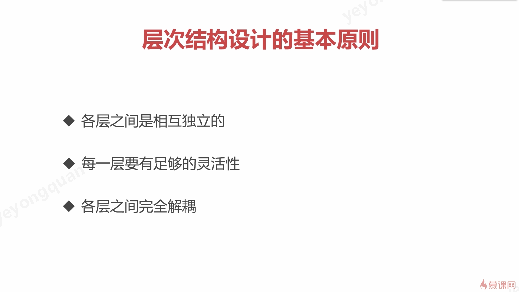 层次结构设计的基本原则
◆ 各层之间是相互独立的
◆ 每一层要有足够的灵活性
◆ 各层之间完全解耦
yeyongquan
慕课网